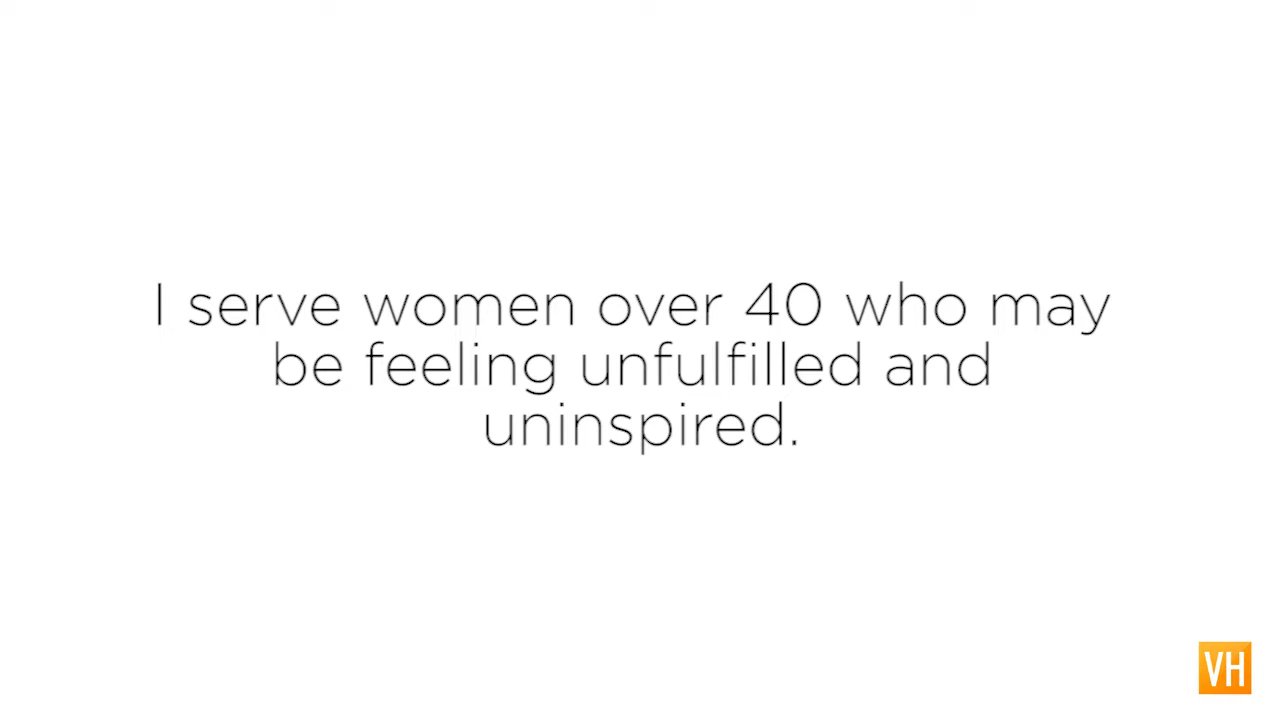 I serve women over 40 who may
be feeling unfulfilled and
uninspired.
VH